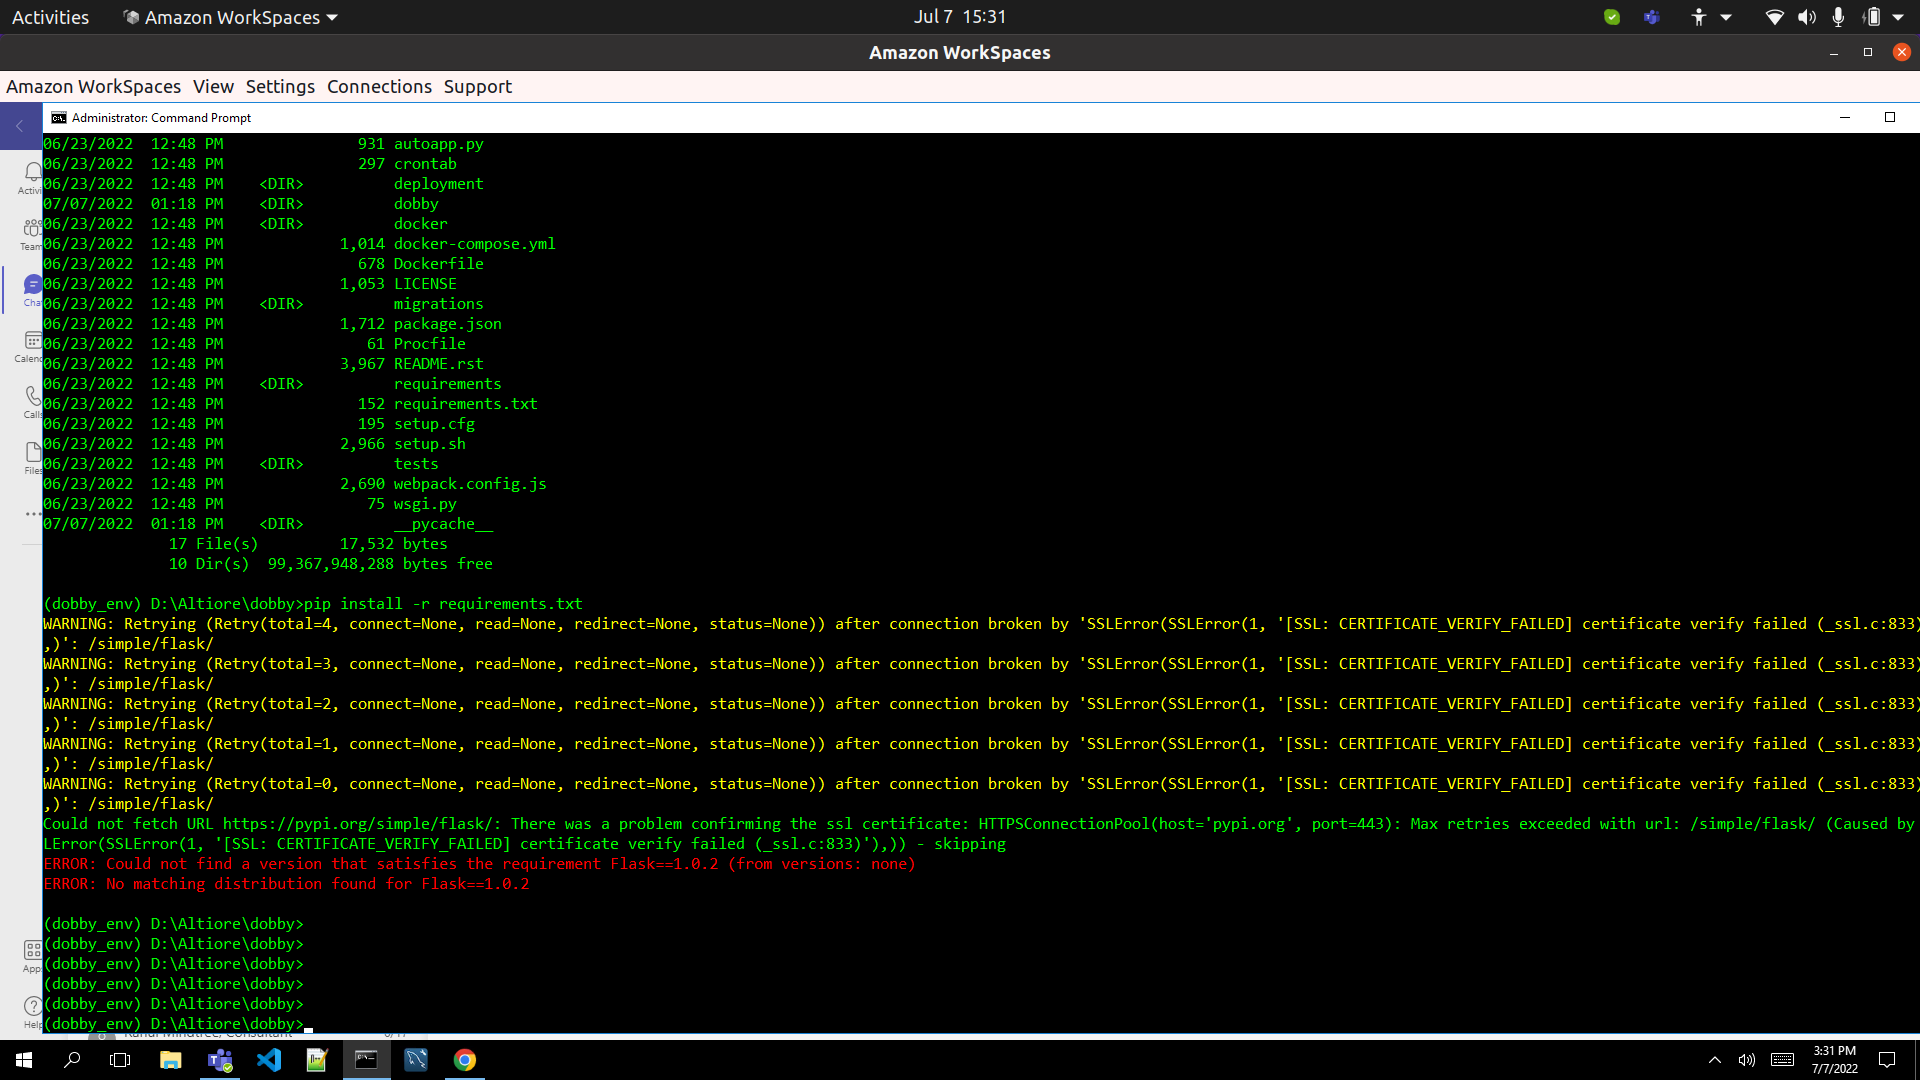 Activities
Amazon WorkSpaces
Jul 7 15:31
Amazon WorkSpaces
Amazon WorkSpaces View Settings Connections Support
Administrator: Command Prompt
Activi
Team
Chat
Calend
Calls
Files
Apps
Help
06/23/2022 12:48 PM 931 autoapp.py
06/23/2022 12:48 PM 297 crontab
06/23/2022 12:48 PM <DIR> deployment
07/07/2022 01:18 PM <DIR> dobby
06/23/2022 12:48 PM <DIR> docker
06/23/2022 12:48 PM 1,014 docker-compose.yml
06/23/2022 12:48 PM 678 Dockerfile
06/23/2022 12:48 PM 1,053 LICENSE
06/23/2022 12:48 PM <DIR> migrations
06/23/2022 12:48 PM 1,712 package.json
06/23/2022 12:48 PM 61 Procfile
06/23/2022 12:48 PM 3,967 README.rst
06/23/2022 12:48 PM <DIR> requirements
06/23/2022 12:48 PM 152 requirements.txt
06/23/2022 12:48 PM 195 setup.cfg
06/23/2022 12:48 PM 2,966 setup.sh
06/23/2022 12:48 PM <DIR> tests
06/23/2022 12:48 PM 2,690 webpack.config.js
06/23/2022 12:48 PM 75 wsgi.py
07/07/2022 01:18 PM <DIR> __pycache__
17 File(s) 17,532 bytes
10 Dir(s) 99,367,948,288 bytes free
(dobby_env) D:\Altiore\dobby>pip install -r requirements.txt
WARNING: Retrying (Retry(total=4, connect=None, read=None, redirect=None, status=None)) after connection broken by 'SSLError(SSLError(1, '[SSL: CERTIFICATE_VERIFY_FAILED] certificate verify failed (_ssl.c:833)
,)': /simple/flask/
WARNING: Retrying (Retry(total=3, connect=None, read=None, redirect=None, status=None)) after connection broken by 'SSLError(SSLError(1, '[SSL: CERTIFICATE_VERIFY_FAILED] certificate verify failed (_ssl.c:833)
,)': /simple/flask/
WARNING: Retrying (Retry(total=2, connect=None, read=None, redirect=None, status=None)) after connection broken by 'SSLError(SSLError(1, '[SSL: CERTIFICATE_VERIFY_FAILED] certificate verify failed (_ssl.c:833)
,)': /simple/flask/
WARNING: Retrying (Retry(total=1, connect=None, read=None, redirect=None, status=None)) after connection broken by 'SSLError(SSLError(1, '[SSL: CERTIFICATE_VERIFY_FAILED] certificate verify failed (_ssl.c:833)
,)': /simple/flask/
WARNING: Retrying (Retry(total=0, connect=None, read=None, redirect=None, status=None)) after connection broken by 'SSLError(SSLError(1, '[SSL: CERTIFICATE_VERIFY_FAILED] certificate verify failed (_ssl.c:833)
,)': /simple/flask/
Could not fetch URL https://pypi.org/simple/flask/: There was a problem confirming the ssl certificate: HTTPSConnectionPool(host='pypi.org', port=443): Max retries exceeded with url: /simple/flask/ (Caused by
LError(SSLError(1, '[SSL: CERTIFICATE_VERIFY_FAILED] certificate verify failed (_ssl.c:833)'),)) - skipping
ERROR: Could not find a version that satisfies the requirement Flask==1.0.2 (from versions: none)
ERROR: No matching distribution found for Flask==1.0.2
(dobby_env) D:\Altiore\dobby>
(dobby_env) D:\Altiore\dobby>
(dobby_env) D:\Altiore\dobby>
(dobby_env) D:\Altiore\dobby>
(dobby_env) D:\Altiore\dobby>
(dobby_env) D:\Altiore\dobby>
3:31 PM
7/7/2022